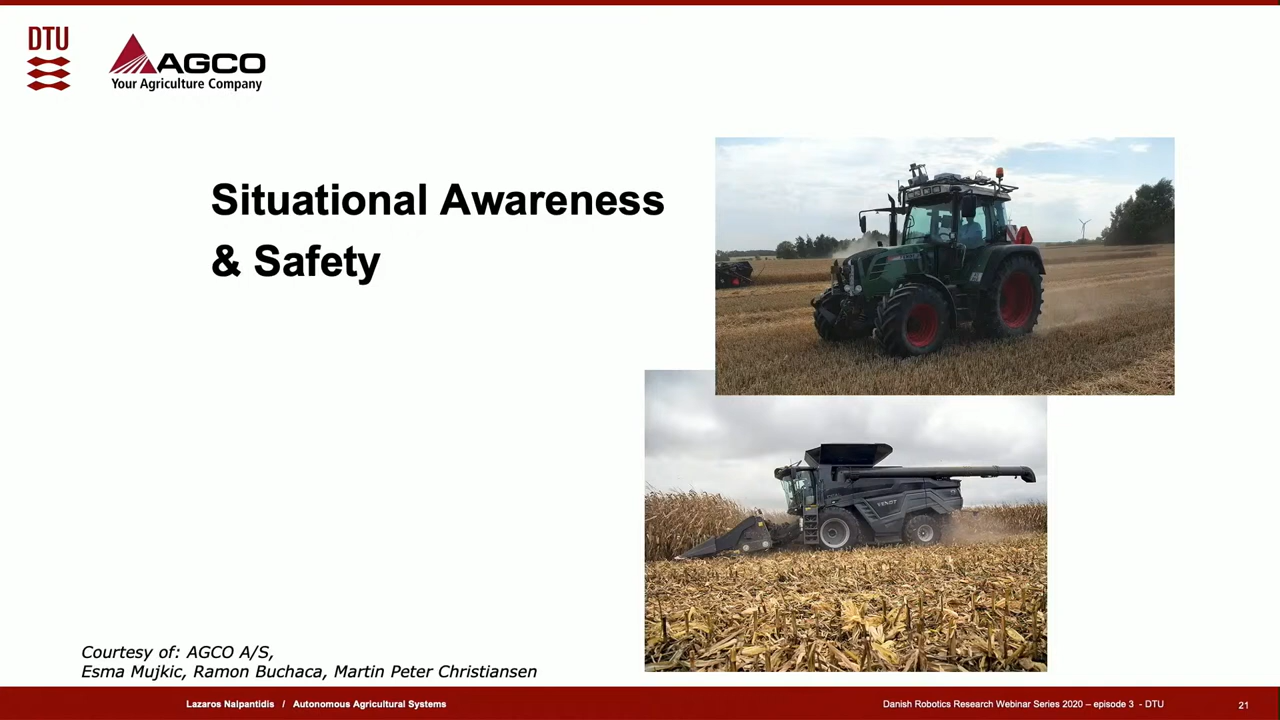 DTU
AGCO
Your Agriculture Company
Situational Awareness
& Safety
FENDT
Courtesy of: AGCO A/S,
Esma Mujkic, Ramon Buchaca, Martin Peter Christiansen
Lazaros Nalpantidis / Autonomous Agricultural Systems
Danish Robotics Research Webinar Series 2020 – episode 3 - DTU
21